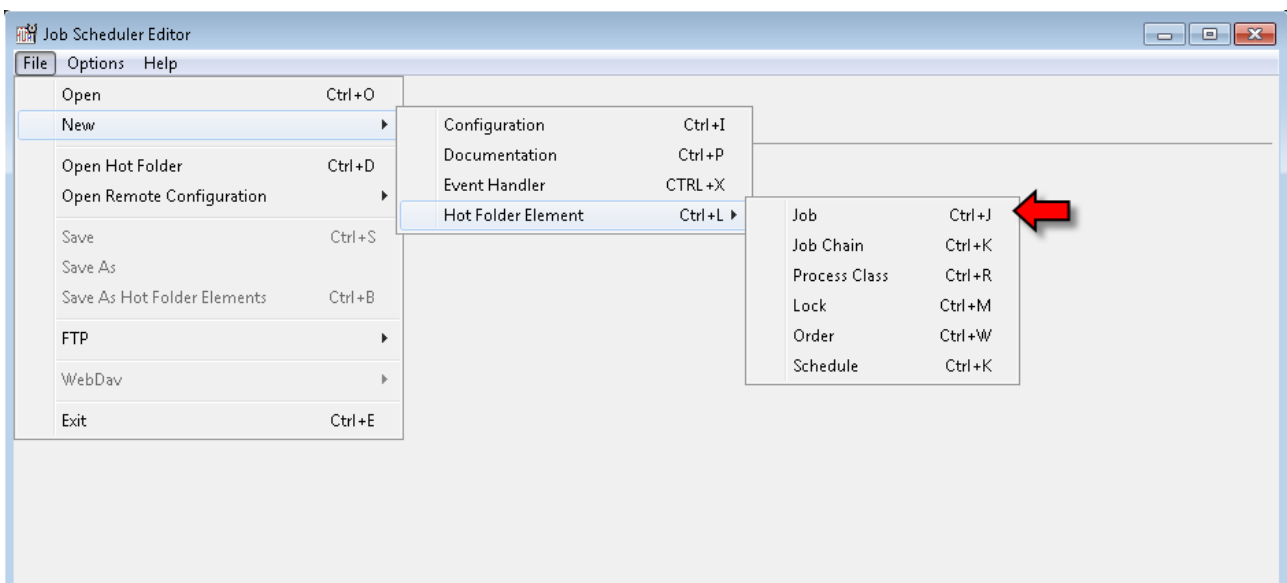 Job Scheduler Editor
File Options Help
Open Ctrl+O
New
Open Hot Folder Ctrl+D
Open Remote Configuration
Save Ctrl+S
Save As
Save As Hot Folder Elements Ctrl+B
FTP
WebDav
Exit Ctrl+E
Configuration Ctrl+I
Documentation Ctrl+P
Event Handler CTRL+X
Hot Folder Element Ctrl+L
Job Ctrl+J
Job Chain Ctrl+K
Process Class Ctrl+R
Lock Ctrl+M
Order Ctrl+W
Schedule Ctrl+K